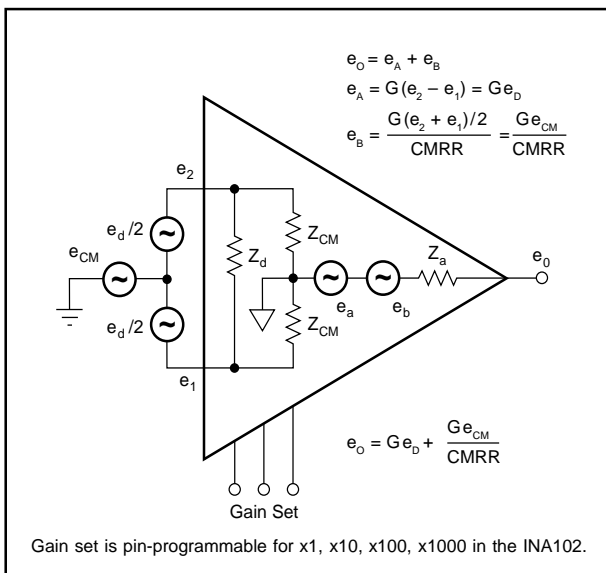 e_O = e_A + e_B
e_A = G(e_2 − e_1) = Ge_D
e_B = G(e_2 + e_1)/2 / CMRR = Ge_CM / CMRR
e_2
e_d/2
Z_CM
e_CM
Z_d
Z_a
e_0
e_a
e_b
e_d/2
Z_CM
e_1
e_O = Ge_D + Ge_CM / CMRR
Gain Set
Gain set is pin-programmable for x1, x10, x100, x1000 in the INA102.